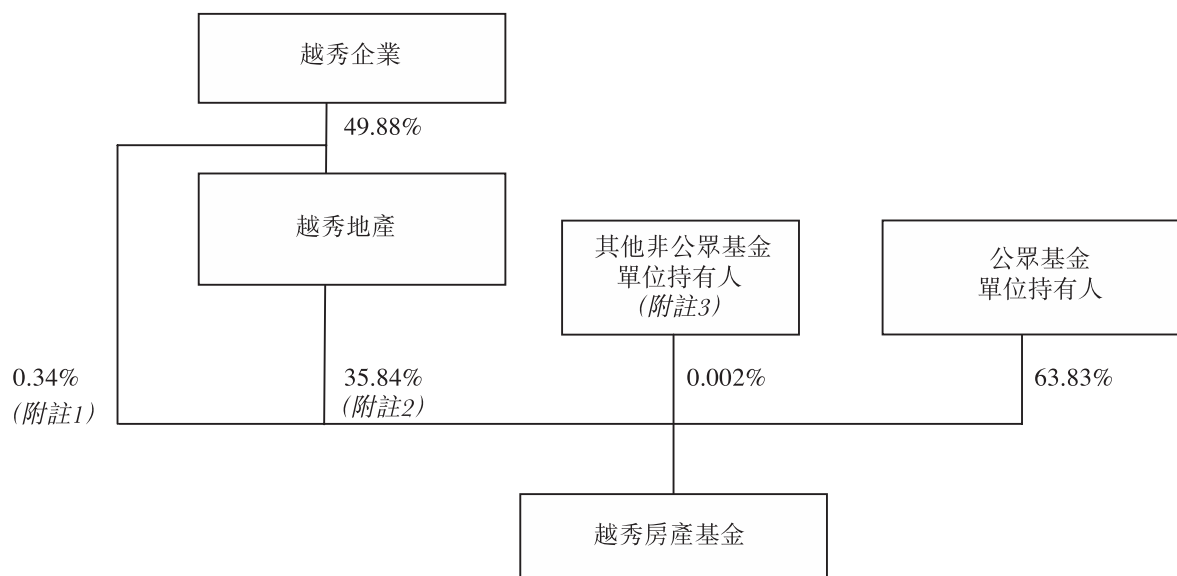 越秀企業
49.88%
越秀地產
其他非公眾基金
單位持有人
(附註3)
公眾基金
單位持有人
0.34%
(附註1)
35.84%
(附註2)
0.002%
63.83%
越秀房產基金